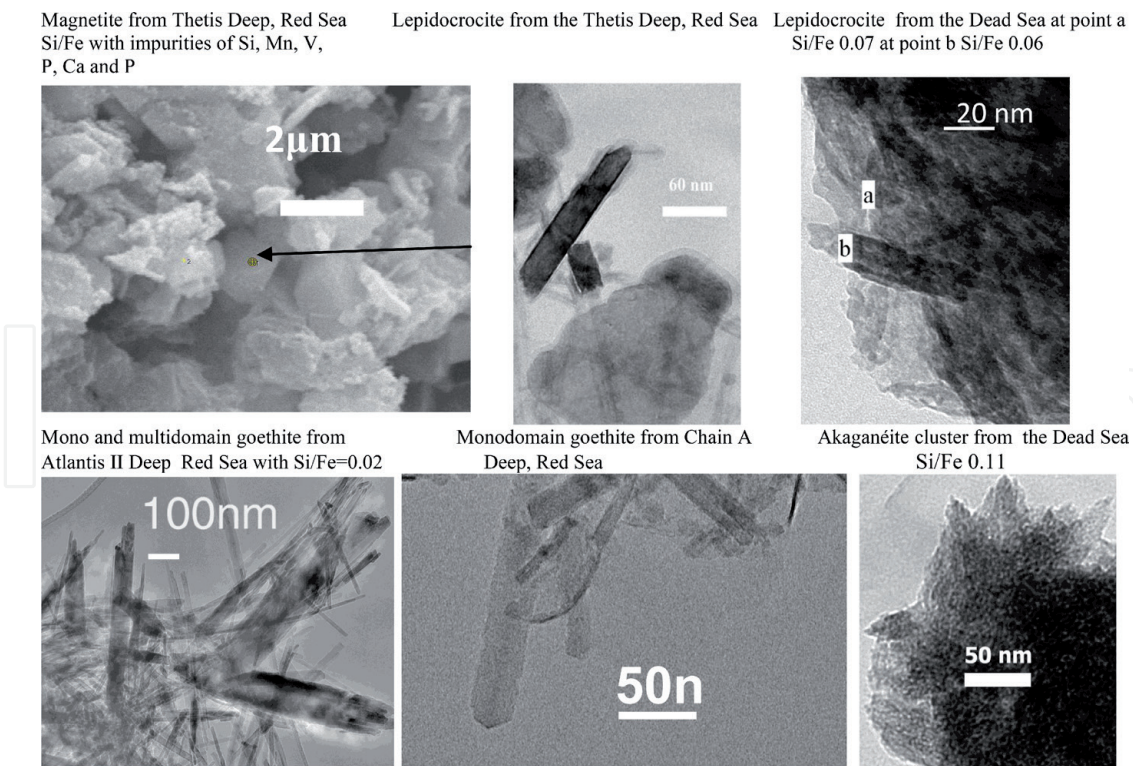 Magnetite from Thetis Deep, Red Sea
Si/Fe with impurities of Si, Mn, V,
P, Ca and P
Lepidocrocite from the Thetis Deep, Red Sea
Lepidocrocite from the Dead Sea at point a
Si/Fe 0.07 at point b Si/Fe 0.06
2μm
60 nm
20 nm
a
b
Mono and multidomain goethite from
Atlantis II Deep Red Sea with Si/Fe=0.02
Monodomain goethite from Chain A
Deep, Red Sea
Akaganéite cluster from the Dead Sea
Si/Fe 0.11
100nm
50n
50 nm